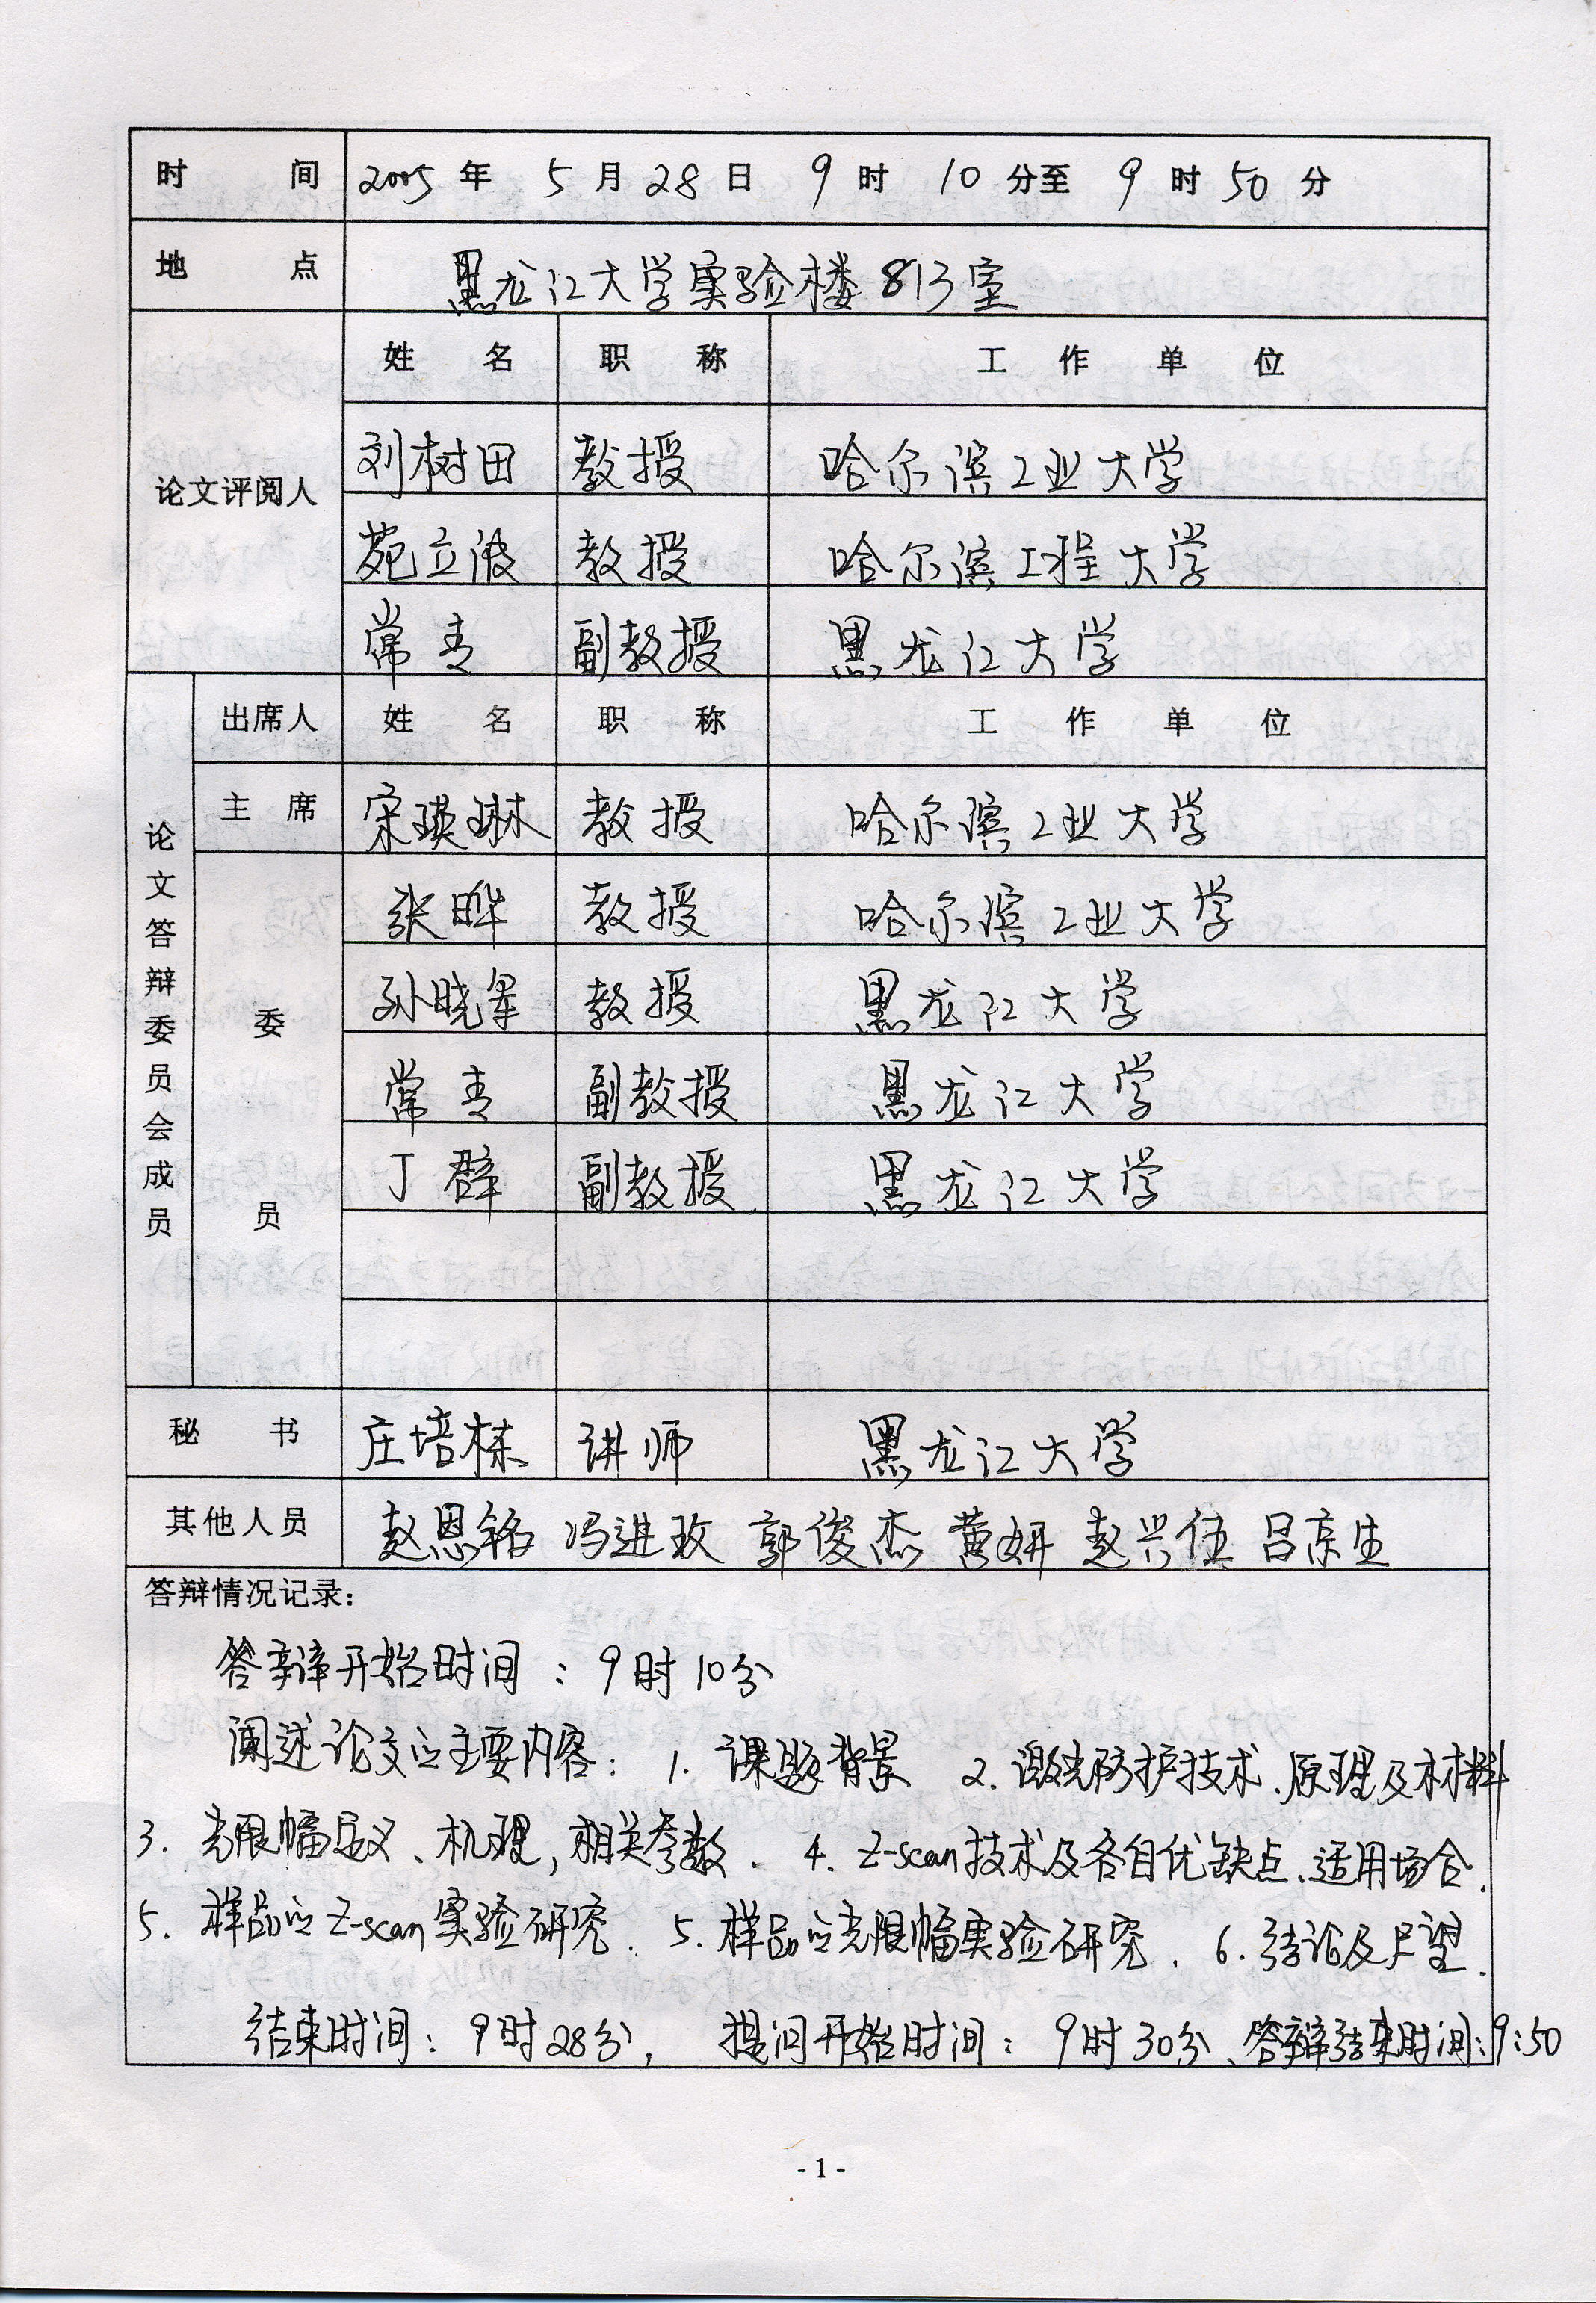 时 间 2005 年 5 月 28 日 9 时 10 分至 9 时 50 分
地 点 黑龙江大学实验楼 813室
姓 名 职 称 工 作 单 位
论文评阅人
刘树田 教授 哈尔滨工业大学
苑立波 教授 哈尔滨工程大学
常青 副教授 黑龙江大学
论文答辩委员会成员
出席人 姓 名 职 称 工 作 单 位
主 席 宋瑛琳 教授 哈尔滨工业大学
委 员
张晔 教授 哈尔滨工业大学
孙晓军 教授 黑龙江大学
常青 副教授 黑龙江大学
丁群 副教授 黑龙江大学
秘 书 庄培栋 讲师 黑龙江大学
其他人员 赵恩铭 冯进玫 郭俊杰 黄妍 赵兴伍 吕京生
答辩情况记录：
答辩开始时间：9时10分
阐述论文的主要内容：1. 课题背景 2. 激光防护技术、原理及材料
3. 光限幅定义、机理，相关参数. 4. Z-scan技术及各自优缺点、适用场合.
5. 样品的Z-scan实验研究. 5. 样品的光限幅实验研究. 6. 结论及尸望.
结束时间：9时28分， 提问开始时间：9时30分、答辩结束时间：9:50
- 1 -